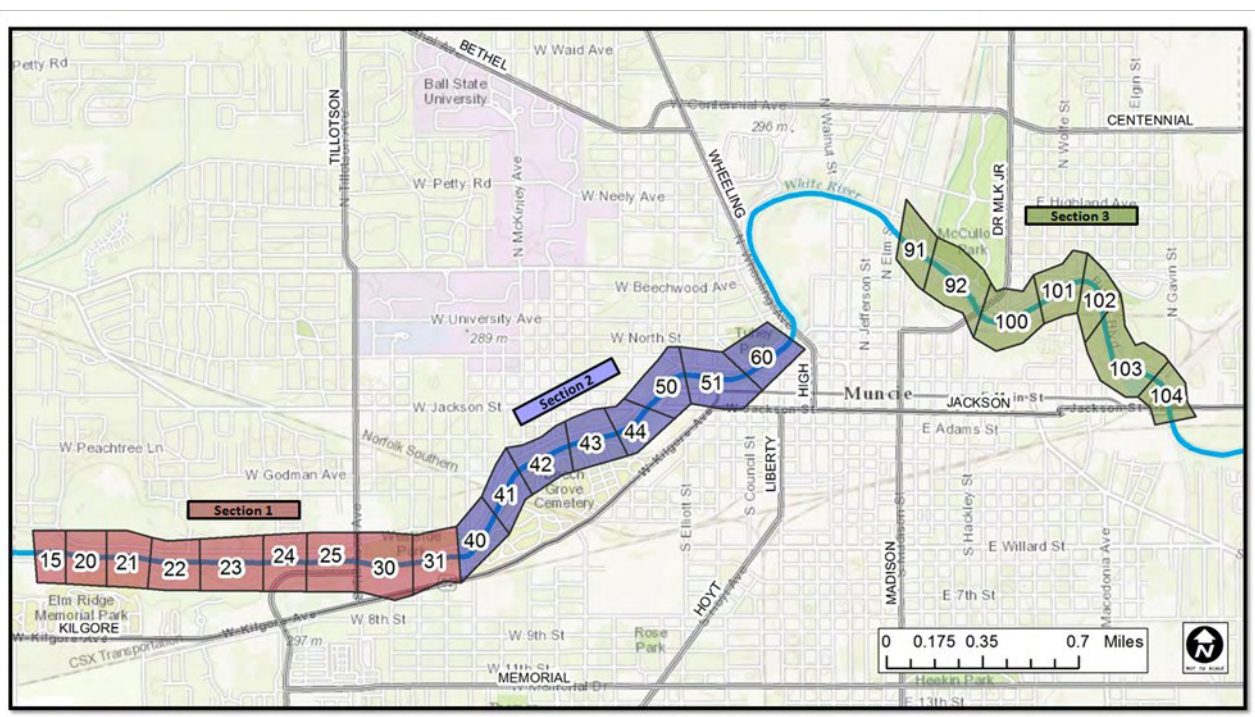 BETHEL
W Waid Ave
Petty Rd
Ball State
University
TILLOTSON
W Centennial Ave
296 m
CENTENNIAL
Elgin St
N Wolfe St
N Walnut St
WHEELING
N McKinley Ave
W Petty Rd
W Neely Ave
White River
DR MLK JR
E Highland Ave
Section 3
N Elm S
91
92
100
101
102
103
104
N Gavin St
N Jefferson St
W Beechwood Ave
W University Ave
289 m
W North St
N Wheeling Ave
60
51
50
44
43
42
41
40
Section 2
HIGH
Muncie
JACKSON
Jackson-St
W Jackson-St
W Jackson St
E Adams St
W Peachtree Ln
Norfolk Southern
W Godman Ave
Grove
Cemetery
W-Kilgore-Ave
LIBERTY
S Council St
S Elliott St
Section 1
15
20
21
22
23
24
25
30
31
Elm Ridge
Memorial Park
KILGORE
W-Kilgore-Ave
CSX Transportation
297 m
W 8th St
W 9th St
W 11th St
MEMORIAL
W Memorial Dr
Rose
Park
HOYT
MADISON
S Madison St
S Hackley St
E Willard St
Macedonia Ave
E 7th St
0 0.175 0.35 0.7 Miles
N
NOT TO SCALE
Heekin Park
E-13th St